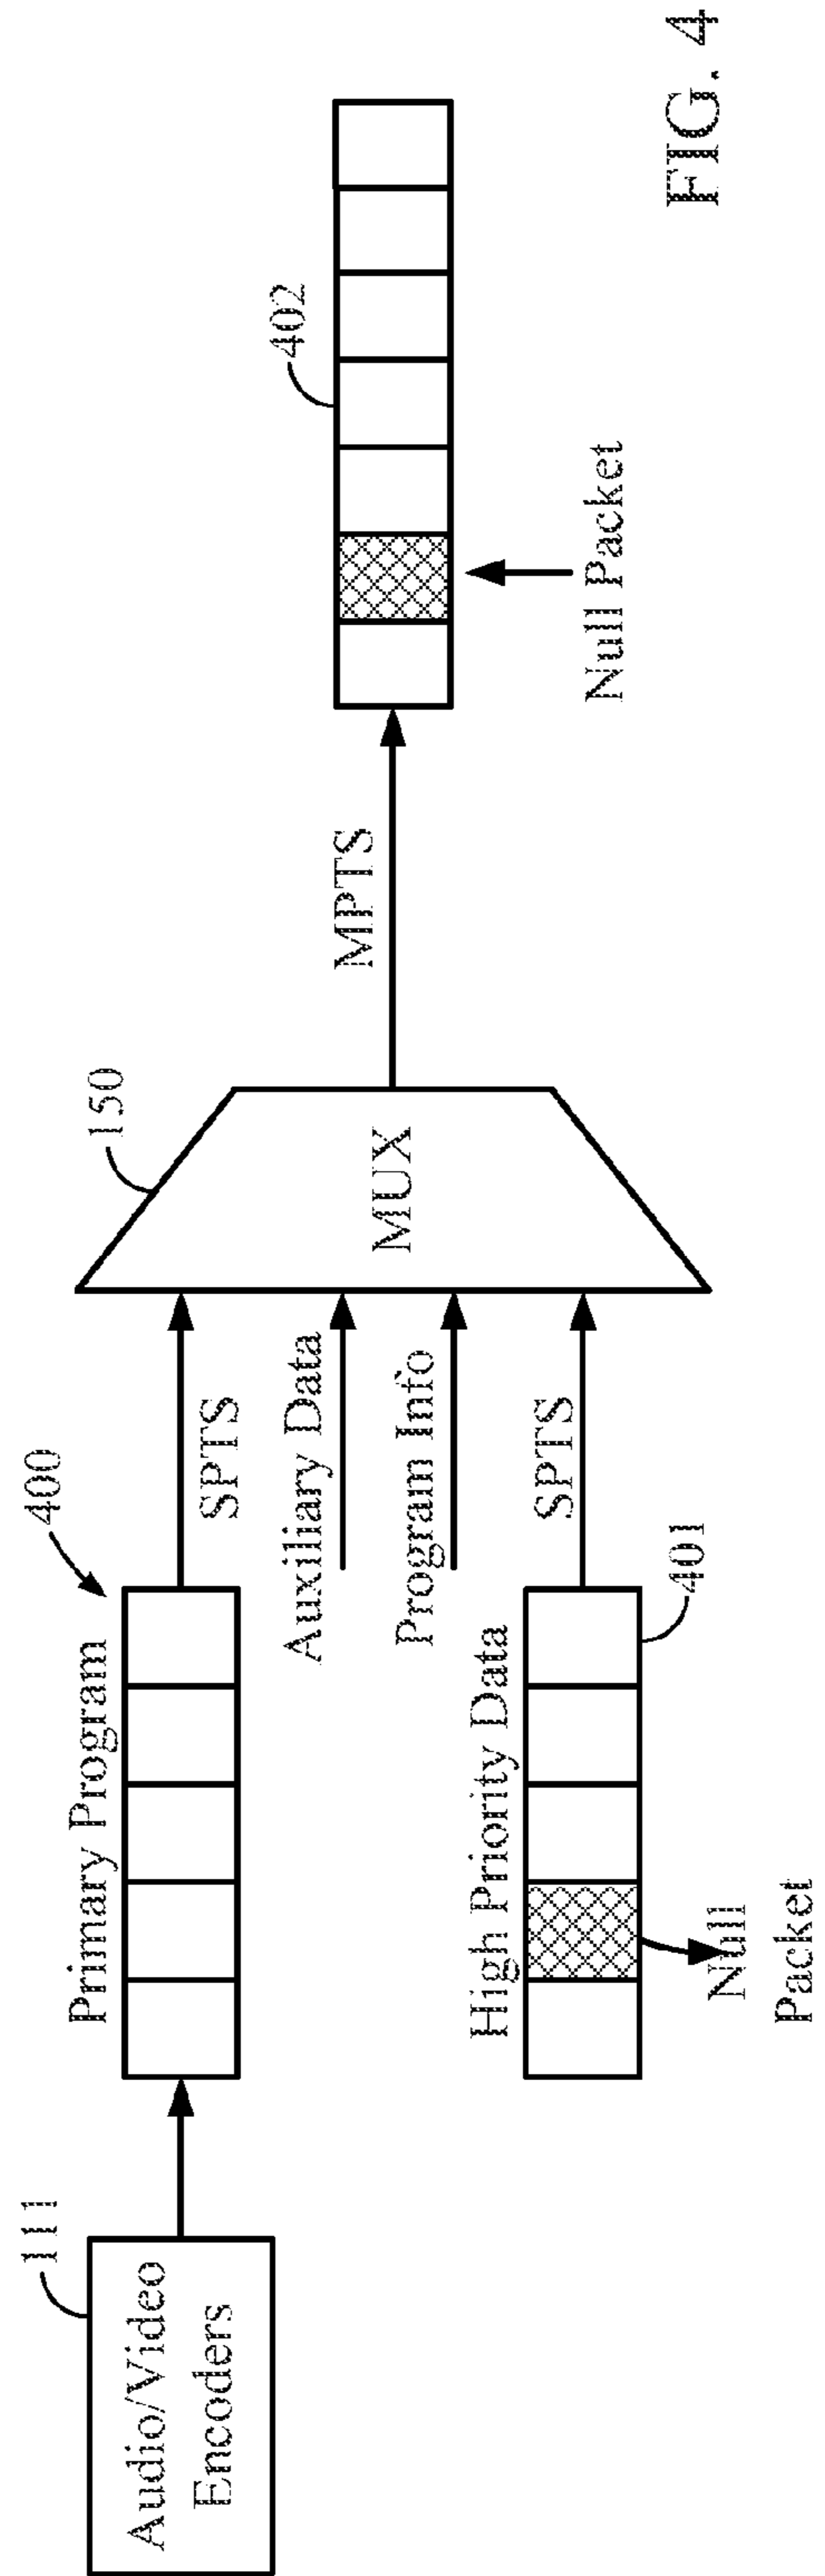 111
Audio/Video
Encoders
400
Primary Program
SPTS
Auxiliary Data
Program Info
High Priority Data
SPTS
401
Null
Packet
150
MUX
MPTS
402
Null Packet
FIG. 4